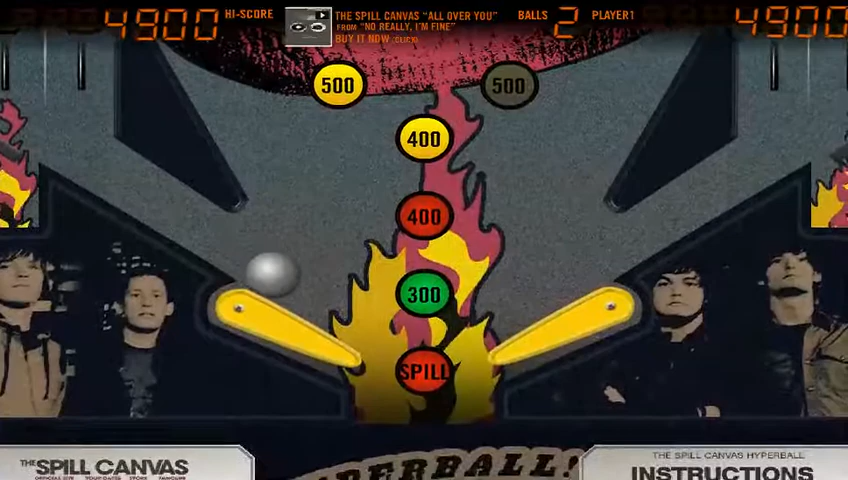 4900 HI-SCORE
THE SPILL CANVAS "ALL OVER YOU"
FROM "NO REALLY, I'M FINE"
BUY IT NOW (CLICK)
BALLS 2 PLAYER1 4900
500 500
400
400
300
SPILL
THE SPILL CANVAS
THE SPILL CANVAS HYPERBALL
INSTRUCTIONS